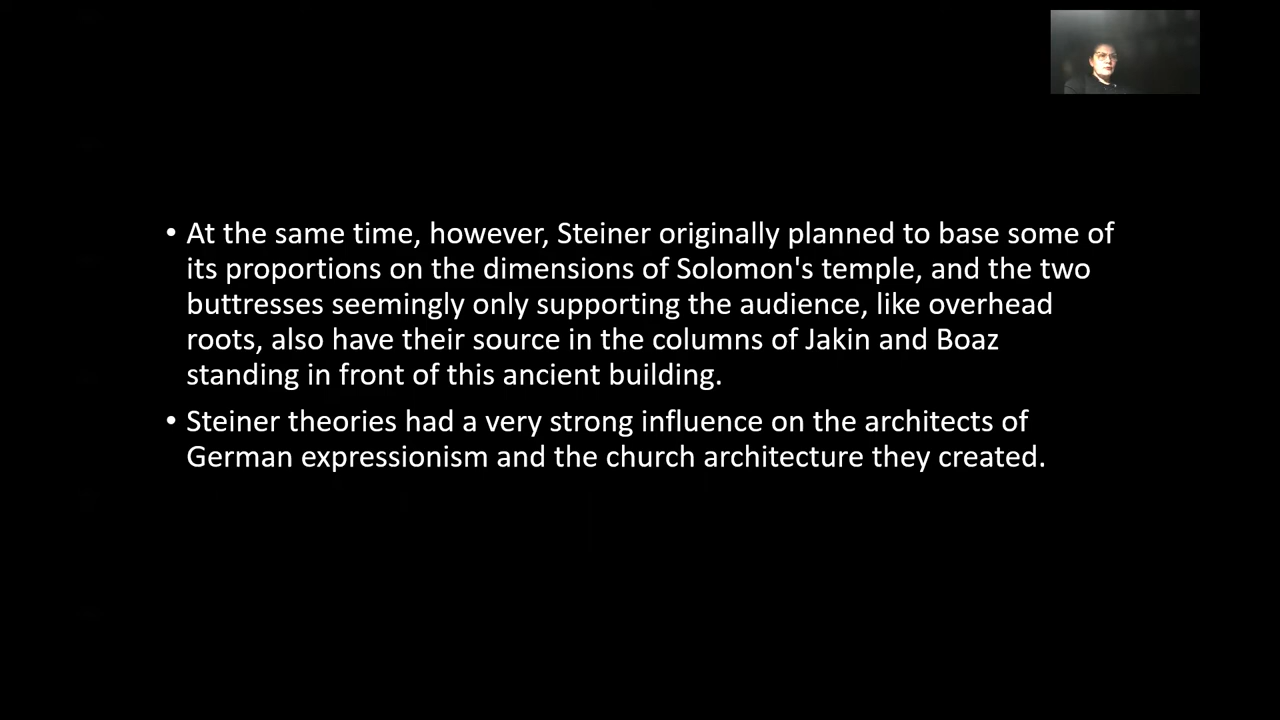 • At the same time, however, Steiner originally planned to base some of
its proportions on the dimensions of Solomon's temple, and the two
buttresses seemingly only supporting the audience, like overhead
roots, also have their source in the columns of Jakin and Boaz
standing in front of this ancient building.
• Steiner theories had a very strong influence on the architects of
German expressionism and the church architecture they created.